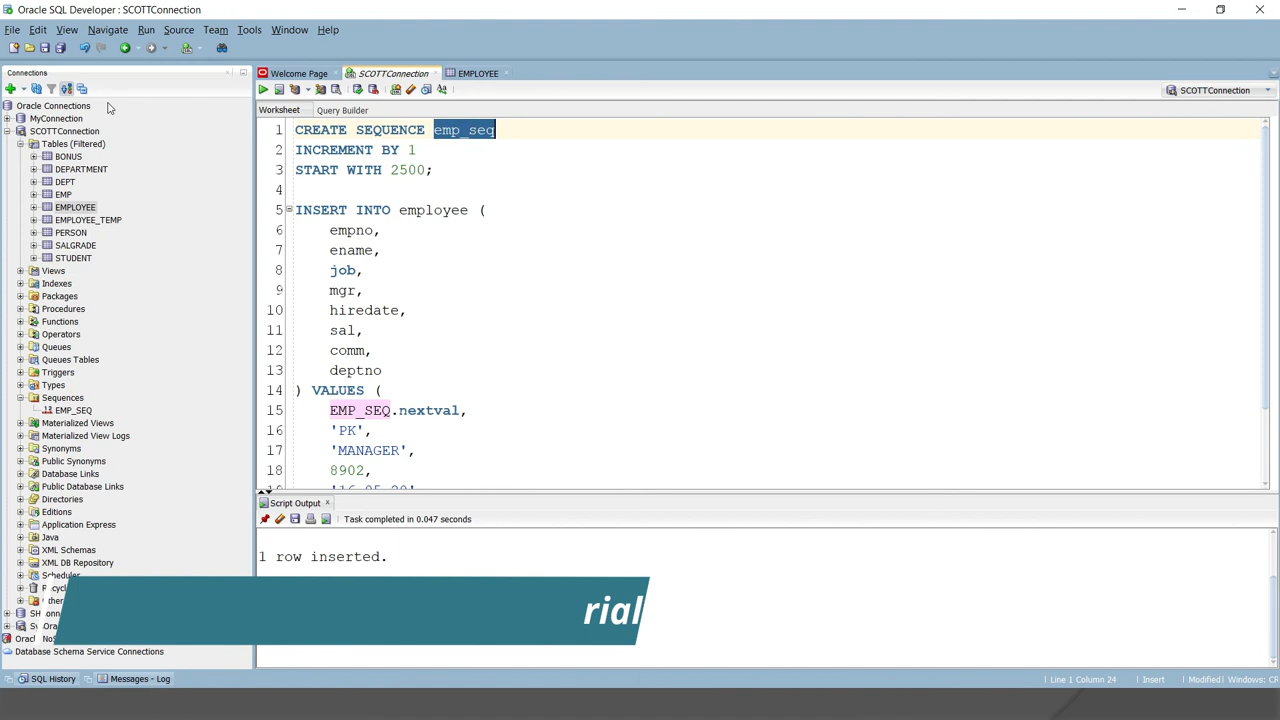 Oracle SQL Developer : SCOTTConnection
File Edit View Navigate Run Source Team Tools Window Help
Connections
Welcome Page SCOTTConnection EMPLOYEE
SCOTTConnection
Worksheet Query Builder
Oracle Connections
MyConnection
SCOTTConnection
Tables (Filtered)
BONUS
DEPARTMENT
DEPT
EMP
EMPLOYEE
EMPLOYEE_TEMP
PERSON
SALGRADE
STUDENT
Views
Indexes
Packages
Procedures
Functions
Operators
Queues
Queues Tables
Triggers
Types
Sequences
EMP_SEQ
Materialized Views
Materialized View Logs
Synonyms
Public Synonyms
Database Links
Public Database Links
Directories
Editions
Application Express
Java
XML Schemas
XML DB Repository
Scheduler
Database Schema Service Connections
1 CREATE SEQUENCE emp_seq
2 INCREMENT BY 1
3 START WITH 2500;
4
5 INSERT INTO employee (
6 empno,
7 ename,
8 job,
9 mgr,
10 hiredate,
11 sal,
12 comm,
13 deptno
14 ) VALUES (
15 EMP_SEQ.nextval,
16 'PK',
17 'MANAGER',
18 8902,
Script Output
Task completed in 0.047 seconds
1 row inserted.
rial
SQL History Messages - Log
Line 1 Column 24 Insert Modified Windows: CR